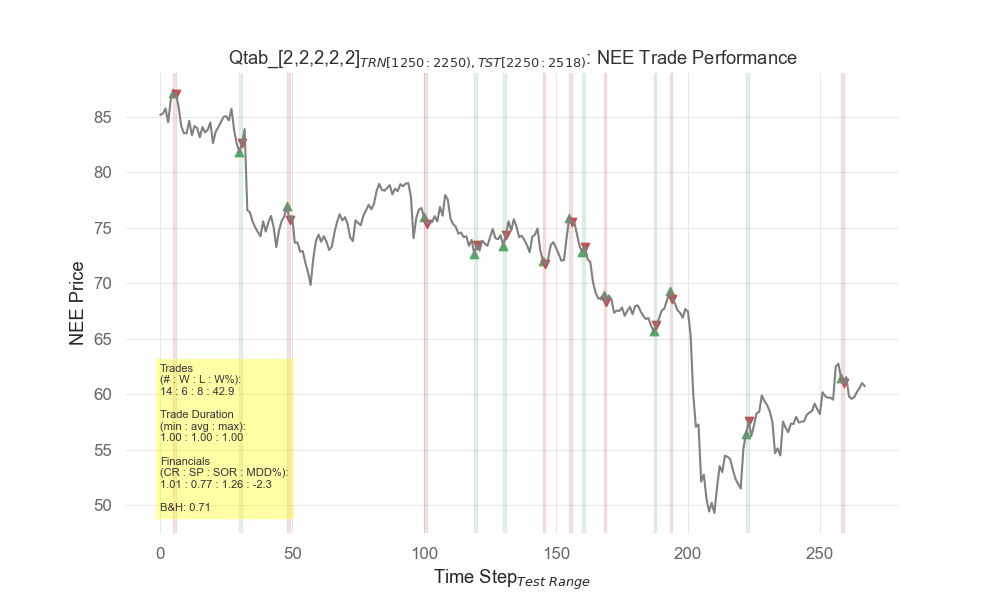 Qtab_[2,2,2,2,2]TRN[1250:2250),TST[2250:2518): NEE Trade Performance
NEE Price
85
80
75
70
65
60
55
50
Trades
(# : W : L : W%):
14 : 6 : 8 : 42.9
Trade Duration
(min : avg : max):
1.00 : 1.00 : 1.00
Financials
(CR : SP : SOR : MDD%):
1.01 : 0.77 : 1.26 : -2.3
B&H: 0.71
0 50 100 150 200 250
Time StepTest Range